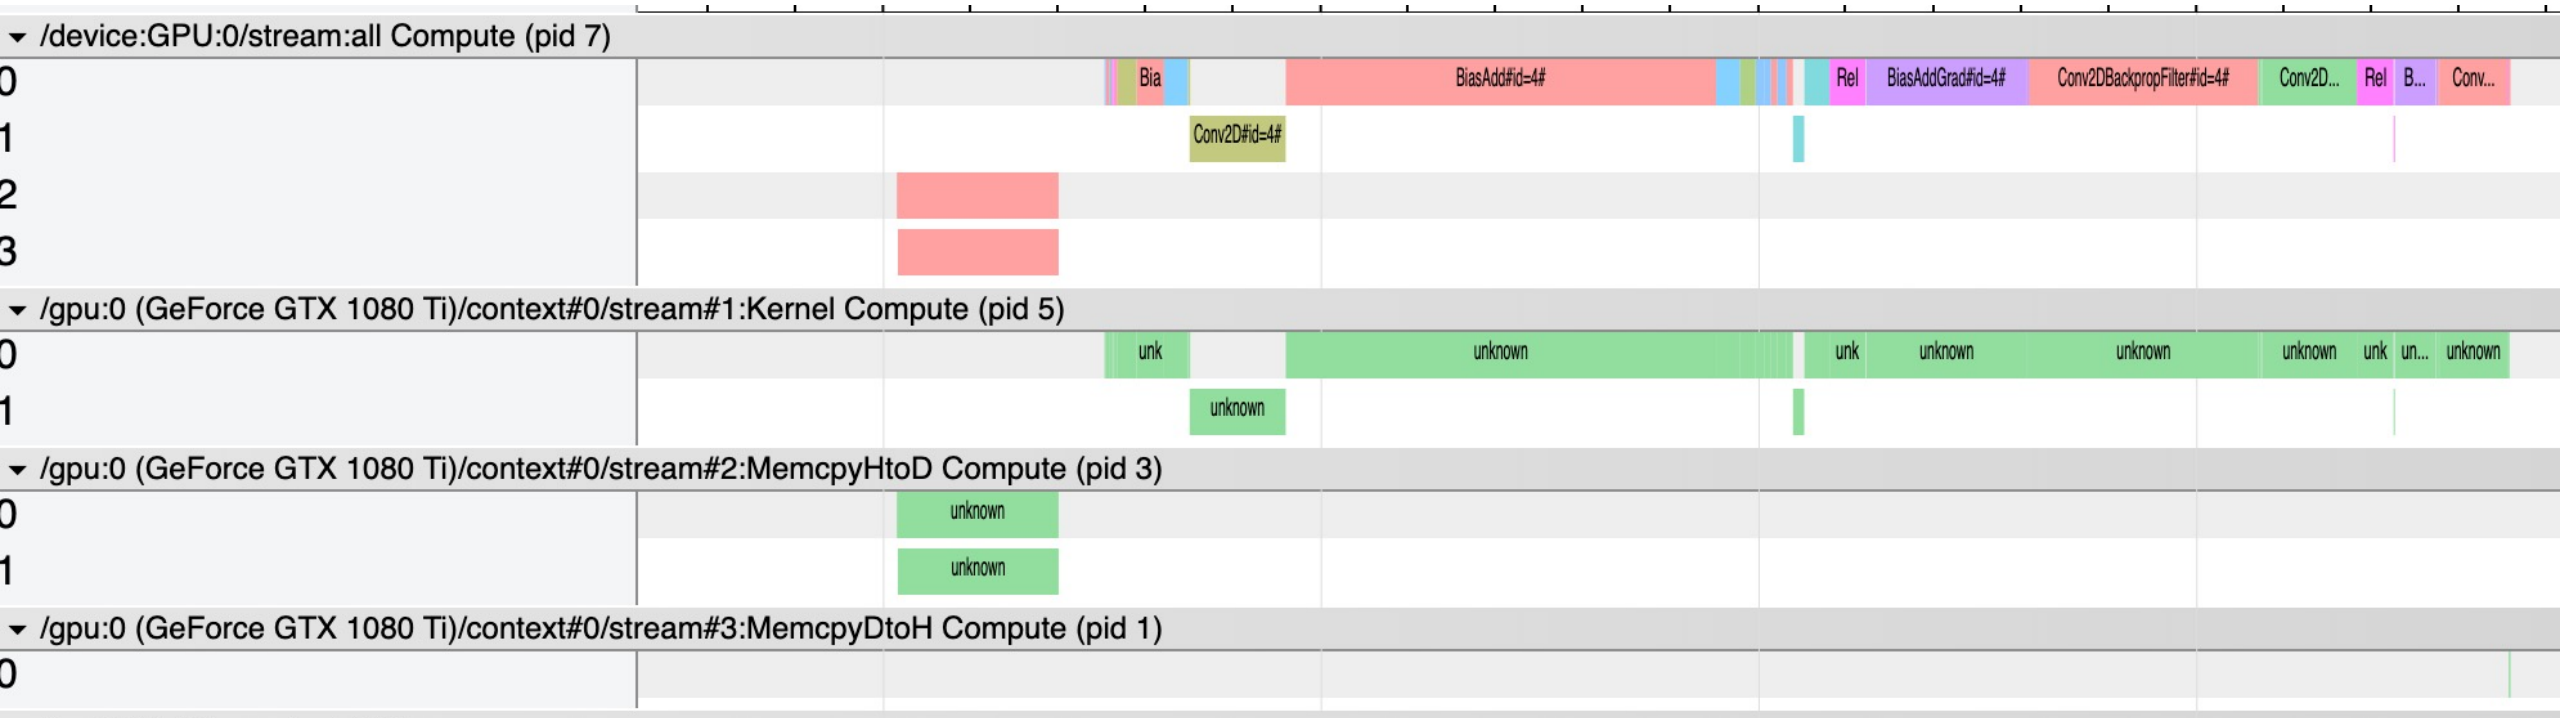 /device:GPU:0/stream:all Compute (pid 7)
0 Bia BiasAdd#id=4# Rel BiasAddGrad#id=4# Conv2DBackpropFilter#id=4# Conv2D... Rel B... Conv...
1 Conv2D#id=4#
2
3
/gpu:0 (GeForce GTX 1080 Ti)/context#0/stream#1:Kernel Compute (pid 5)
0 unk unknown unk unknown unknown unknown unk un... unknown
1 unknown
/gpu:0 (GeForce GTX 1080 Ti)/context#0/stream#2:MemcpyHtoD Compute (pid 3)
0 unknown
1 unknown
/gpu:0 (GeForce GTX 1080 Ti)/context#0/stream#3:MemcpyDtoH Compute (pid 1)
0